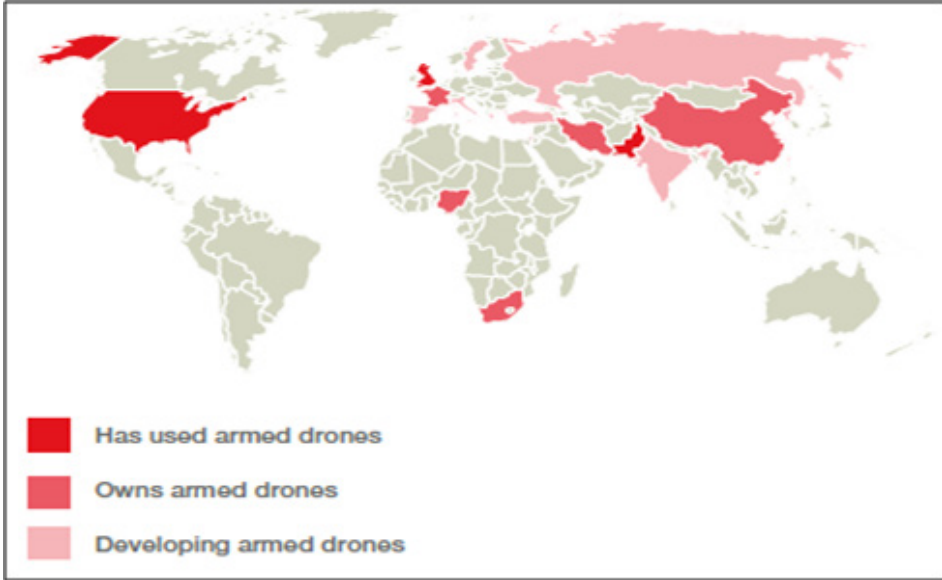 Has used armed drones
Owns armed drones
Developing armed drones